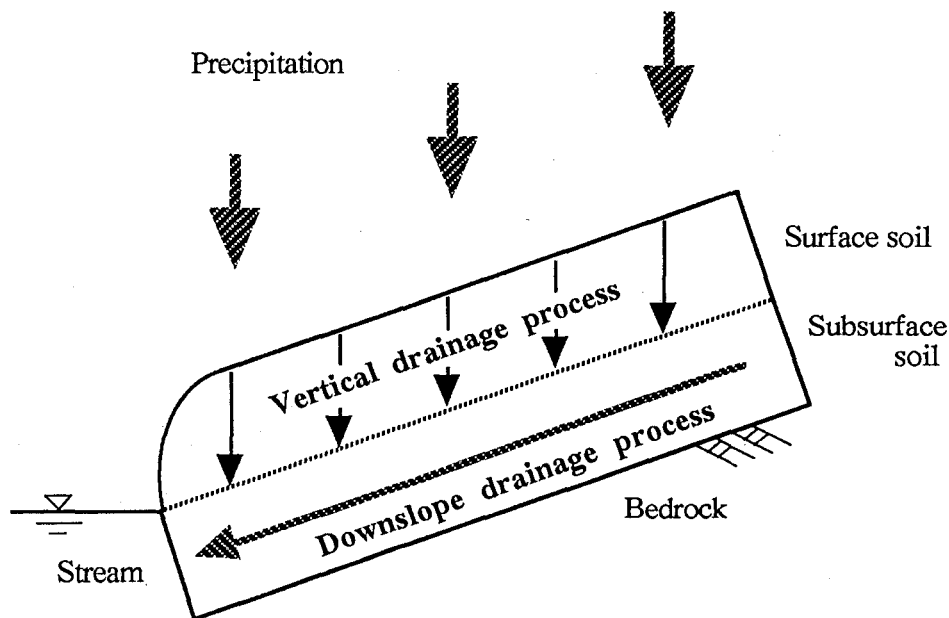 Precipitation
Surface soil
Subsurface
soil
Vertical drainage process
Downslope drainage process
Bedrock
Stream